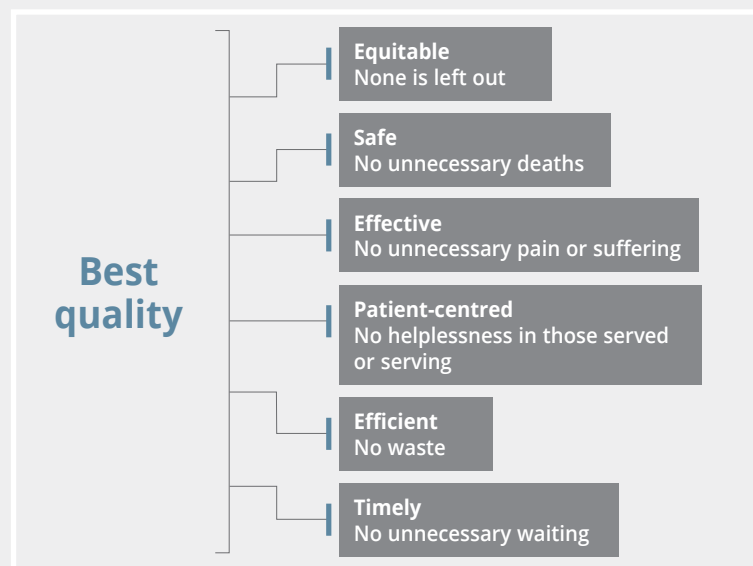 Best
quality
Equitable
None is left out
Safe
No unnecessary deaths
Effective
No unnecessary pain or suffering
Patient-centred
No helplessness in those served
or serving
Efficient
No waste
Timely
No unnecessary waiting